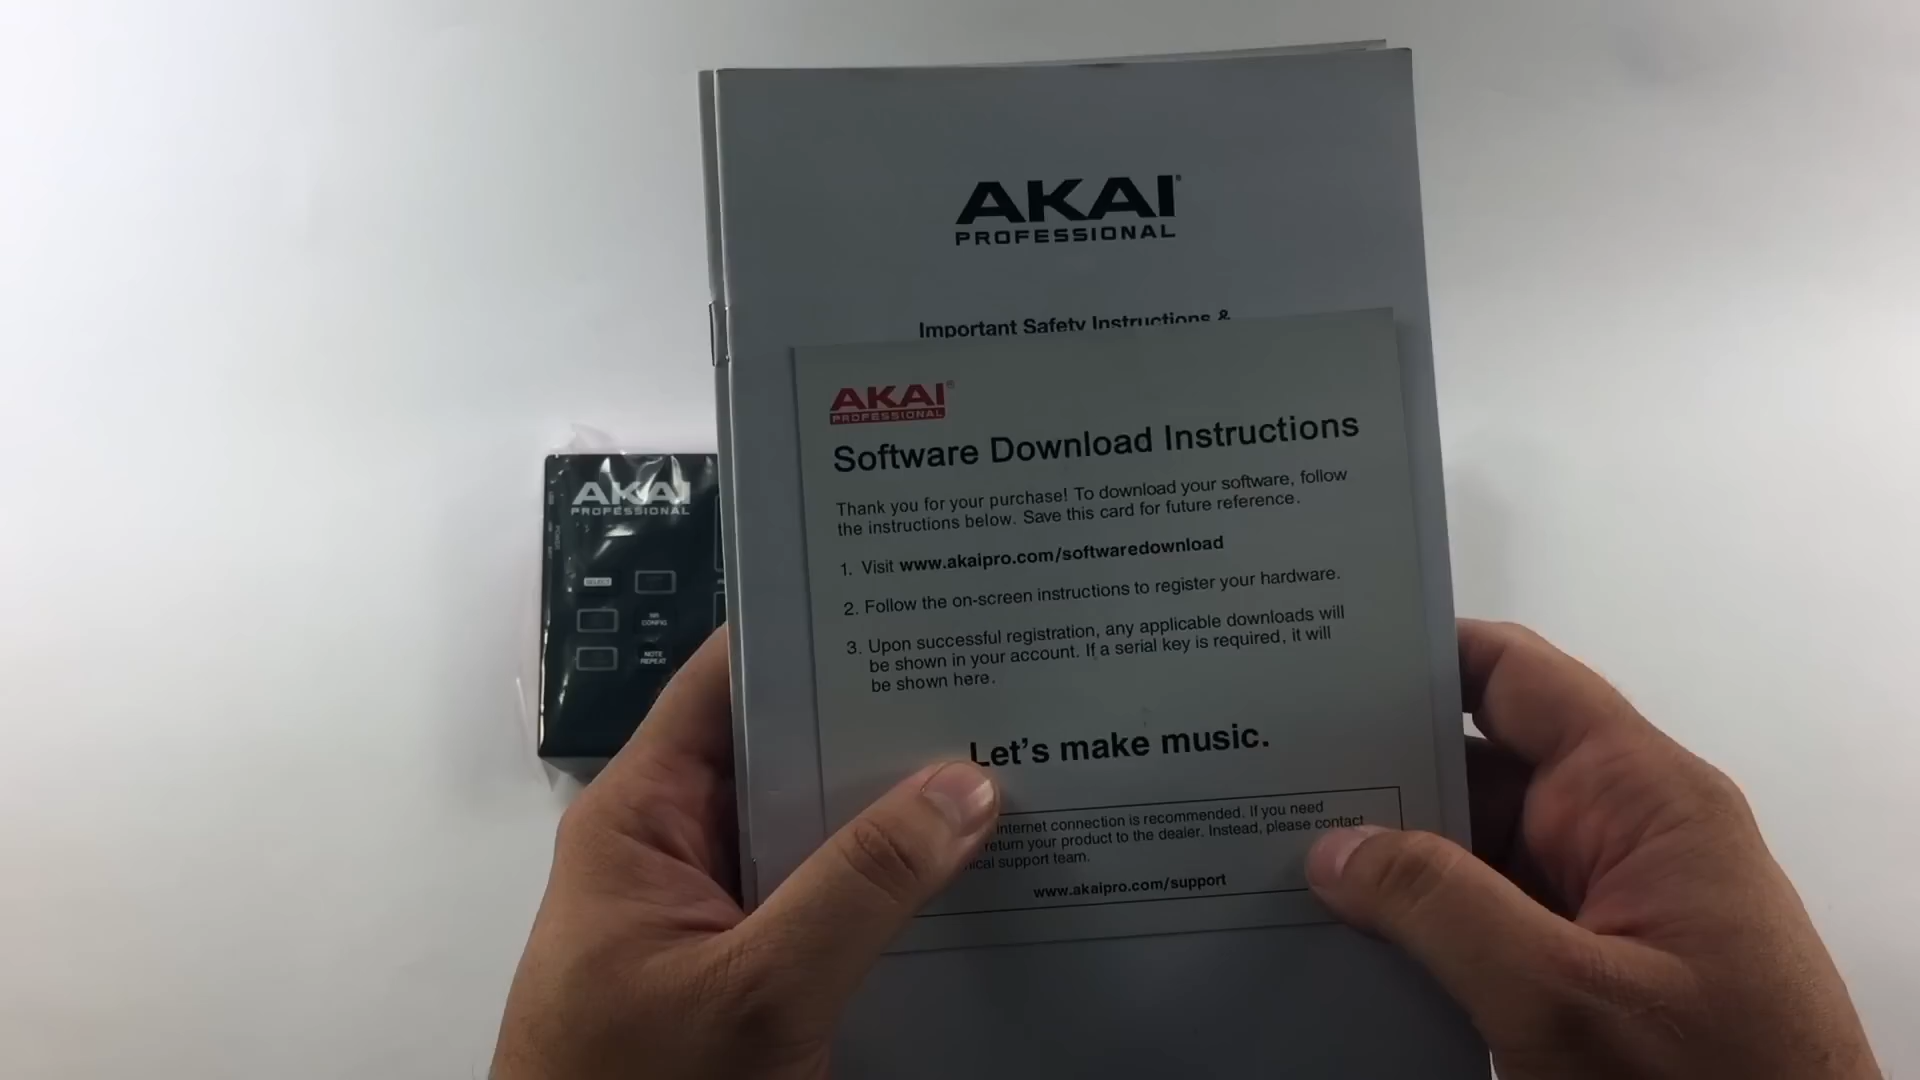 AKAI
PROFESSIONAL
Important Safety Instructions &
AKAI
PROFESSIONAL
Software Download Instructions
Thank you for your purchase! To download your software, follow
the instructions below. Save this card for future reference.
1. Visit www.akaipro.com/softwaredownload
2. Follow the on-screen instructions to register your hardware.
3. Upon successful registration, any applicable downloads will
be shown in your account. If a serial key is required, it will
be shown here.
Let's make music.
internet connection is recommended. If you need
return your product to the dealer. Instead, please contact
support team.
www.akaipro.com/support
AKAI
PROFESSIONAL
POWER
SELECT
CONFIG
NOTE
REPEAT